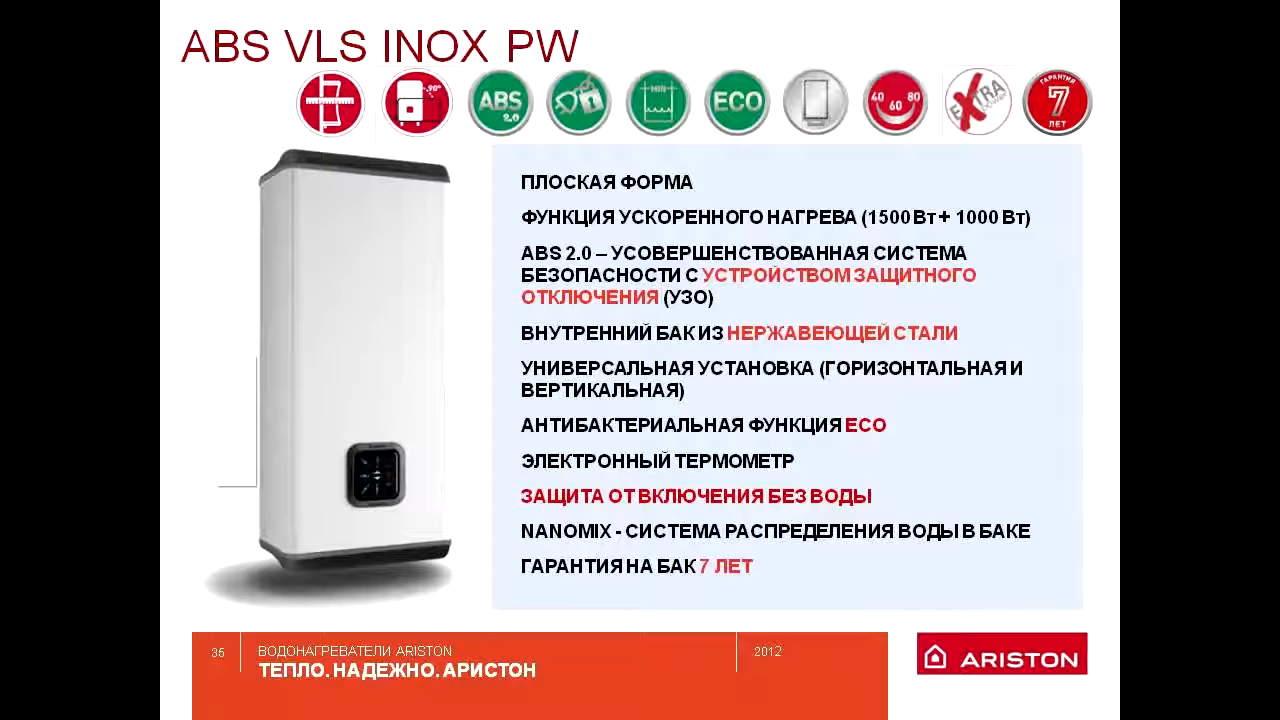 ABS VLS INOX PW
-90°
ABS
2.0
MIN
ECO
40 60 80
EXTRA
POWER
ГАРАНТИЯ
7
ЛЕТ
ПЛОСКАЯ ФОРМА
ФУНКЦИЯ УСКОРЕННОГО НАГРЕВА (1500 Вт + 1000 Вт)
ABS 2.0 – УСОВЕРШЕНСТВОВАННАЯ СИСТЕМА
БЕЗОПАСНОСТИ С УСТРОЙСТВОМ ЗАЩИТНОГО
ОТКЛЮЧЕНИЯ (УЗО)
ВНУТРЕННИЙ БАК ИЗ НЕРЖАВЕЮЩЕЙ СТАЛИ
УНИВЕРСАЛЬНАЯ УСТАНОВКА (ГОРИЗОНТАЛЬНАЯ И
ВЕРТИКАЛЬНАЯ)
АНТИБАКТЕРИАЛЬНАЯ ФУНКЦИЯ ECO
ЭЛЕКТРОННЫЙ ТЕРМОМЕТР
ЗАЩИТА ОТ ВКЛЮЧЕНИЯ БЕЗ ВОДЫ
NANOMIX - СИСТЕМА РАСПРЕДЕЛЕНИЯ ВОДЫ В БАКЕ
ГАРАНТИЯ НА БАК 7 ЛЕТ
35
ВОДОНАГРЕВАТЕЛИ ARISTON
ТЕПЛО. НАДЕЖНО. АРИСТОН
2012
ARISTON